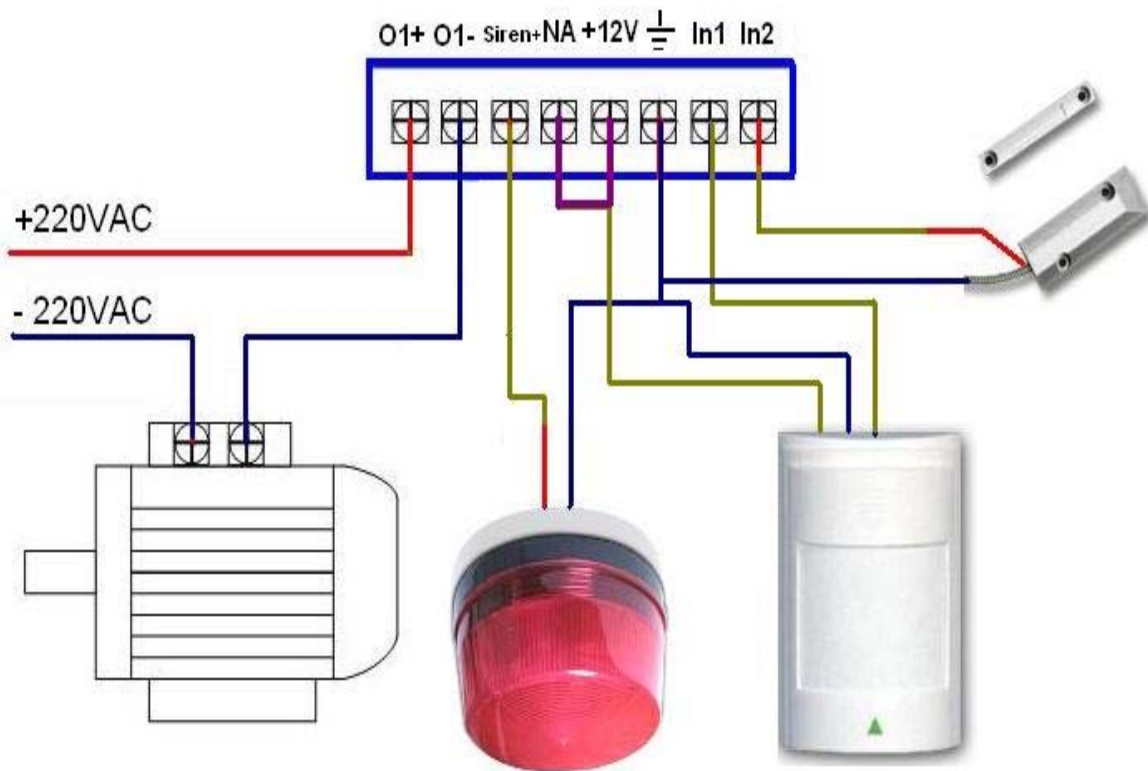 O1+ O1- Siren+ NA +12V In1 In2
+220VAC
- 220VAC